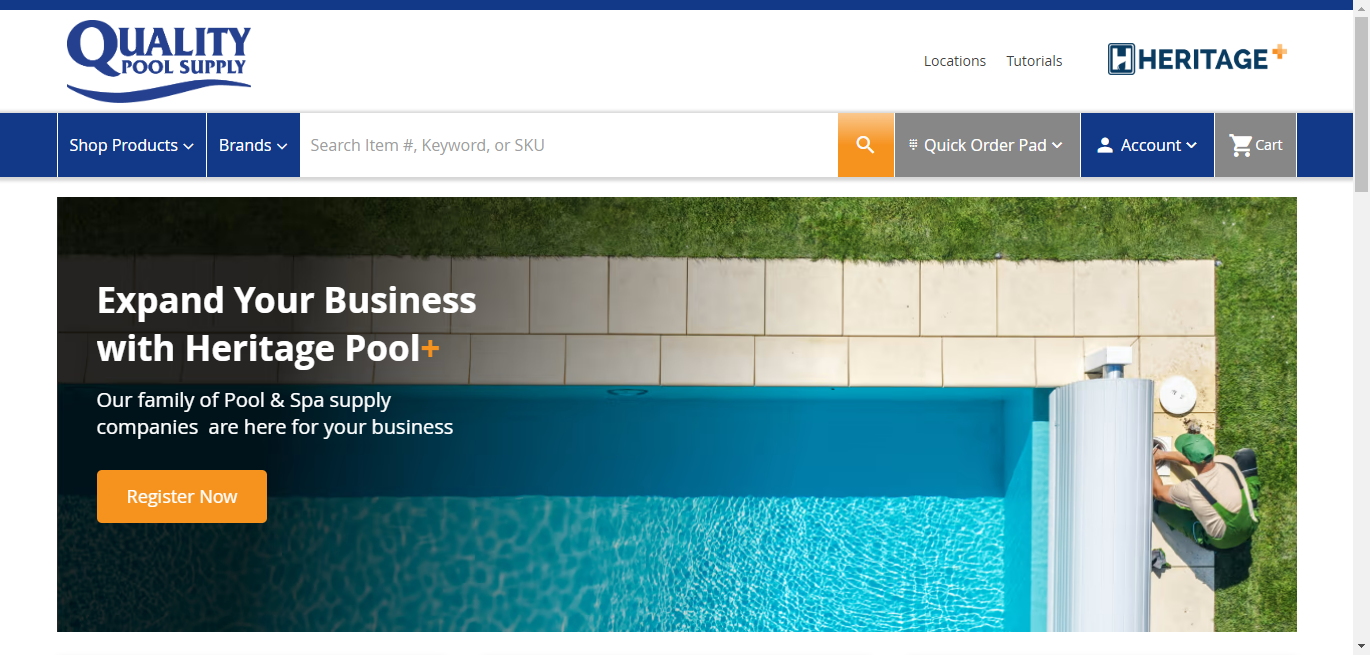 QUALITY
POOL SUPPLY
Locations
Tutorials
HERITAGE+
Shop Products
Brands
Search Item #, Keyword, or SKU
Quick Order Pad
Account
Cart
Expand Your Business
with Heritage Pool+
Our family of Pool & Spa supply
companies  are here for your business
Register Now